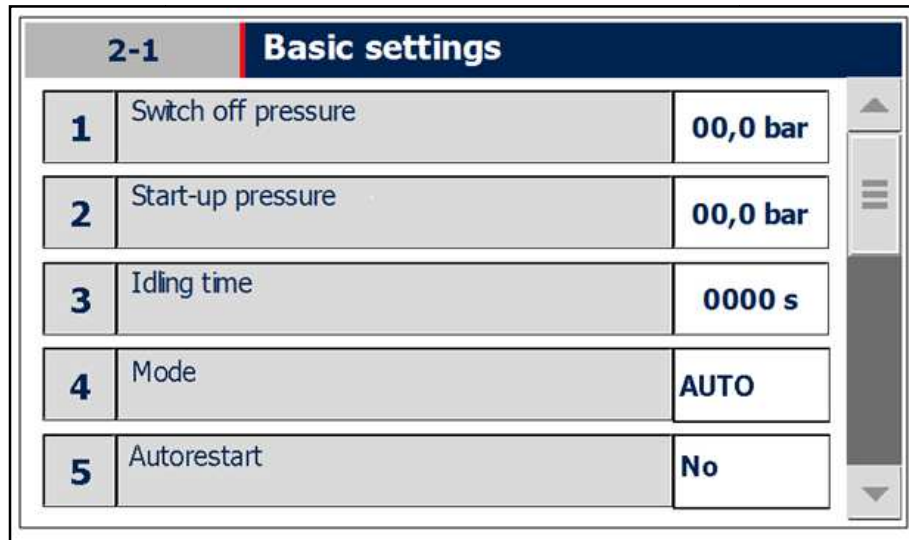 2-1 Basic settings
1 Switch off pressure 00,0 bar
2 Start-up pressure 00,0 bar
3 Idling time 0000 s
4 Mode AUTO
5 Autorestart No